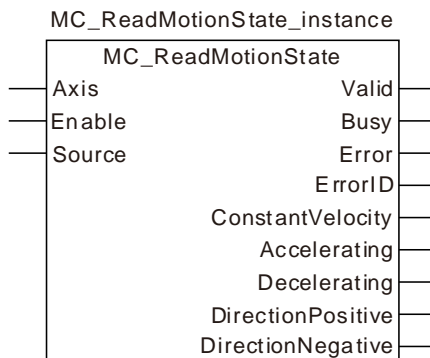 MC_ReadMotionState_instance
MC_ReadMotionState
Axis Valid
Enable Busy
Source Error
ErrorID
ConstantVelocity
Accelerating
Decelerating
DirectionPositive
DirectionNegative